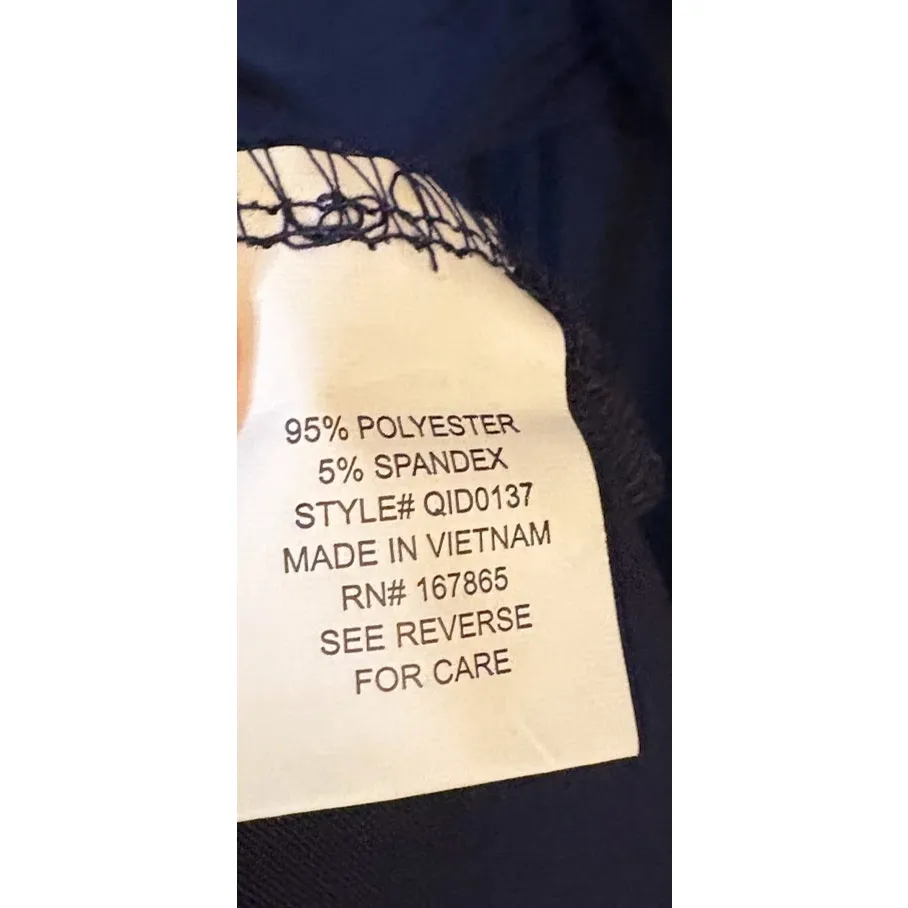 95% POLYESTER
5% SPANDEX
STYLE# QID0137
MADE IN VIETNAM
RN# 167865
SEE REVERSE
FOR CARE